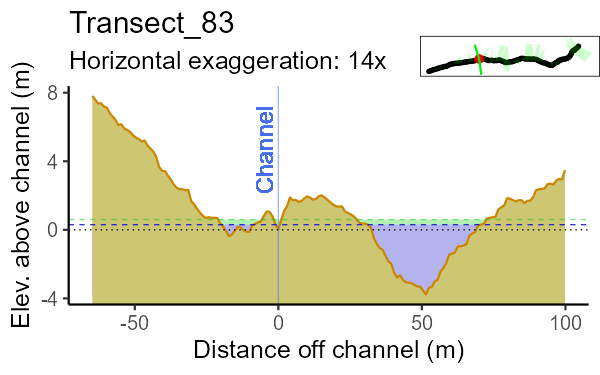 Transect_83
Horizontal exaggeration: 14x
Elev. above channel (m)
8
4
0
-4
Channel
-50
0
50
100
Distance off channel (m)